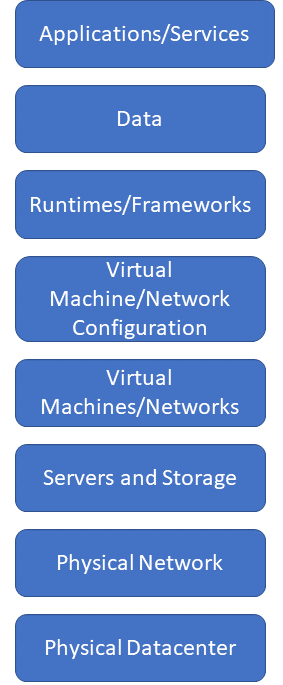 Applications/Services
Data
Runtimes/Frameworks
Virtual
Machine/Network
Configuration
Virtual
Machines/Networks
Servers and Storage
Physical Network
Physical Datacenter